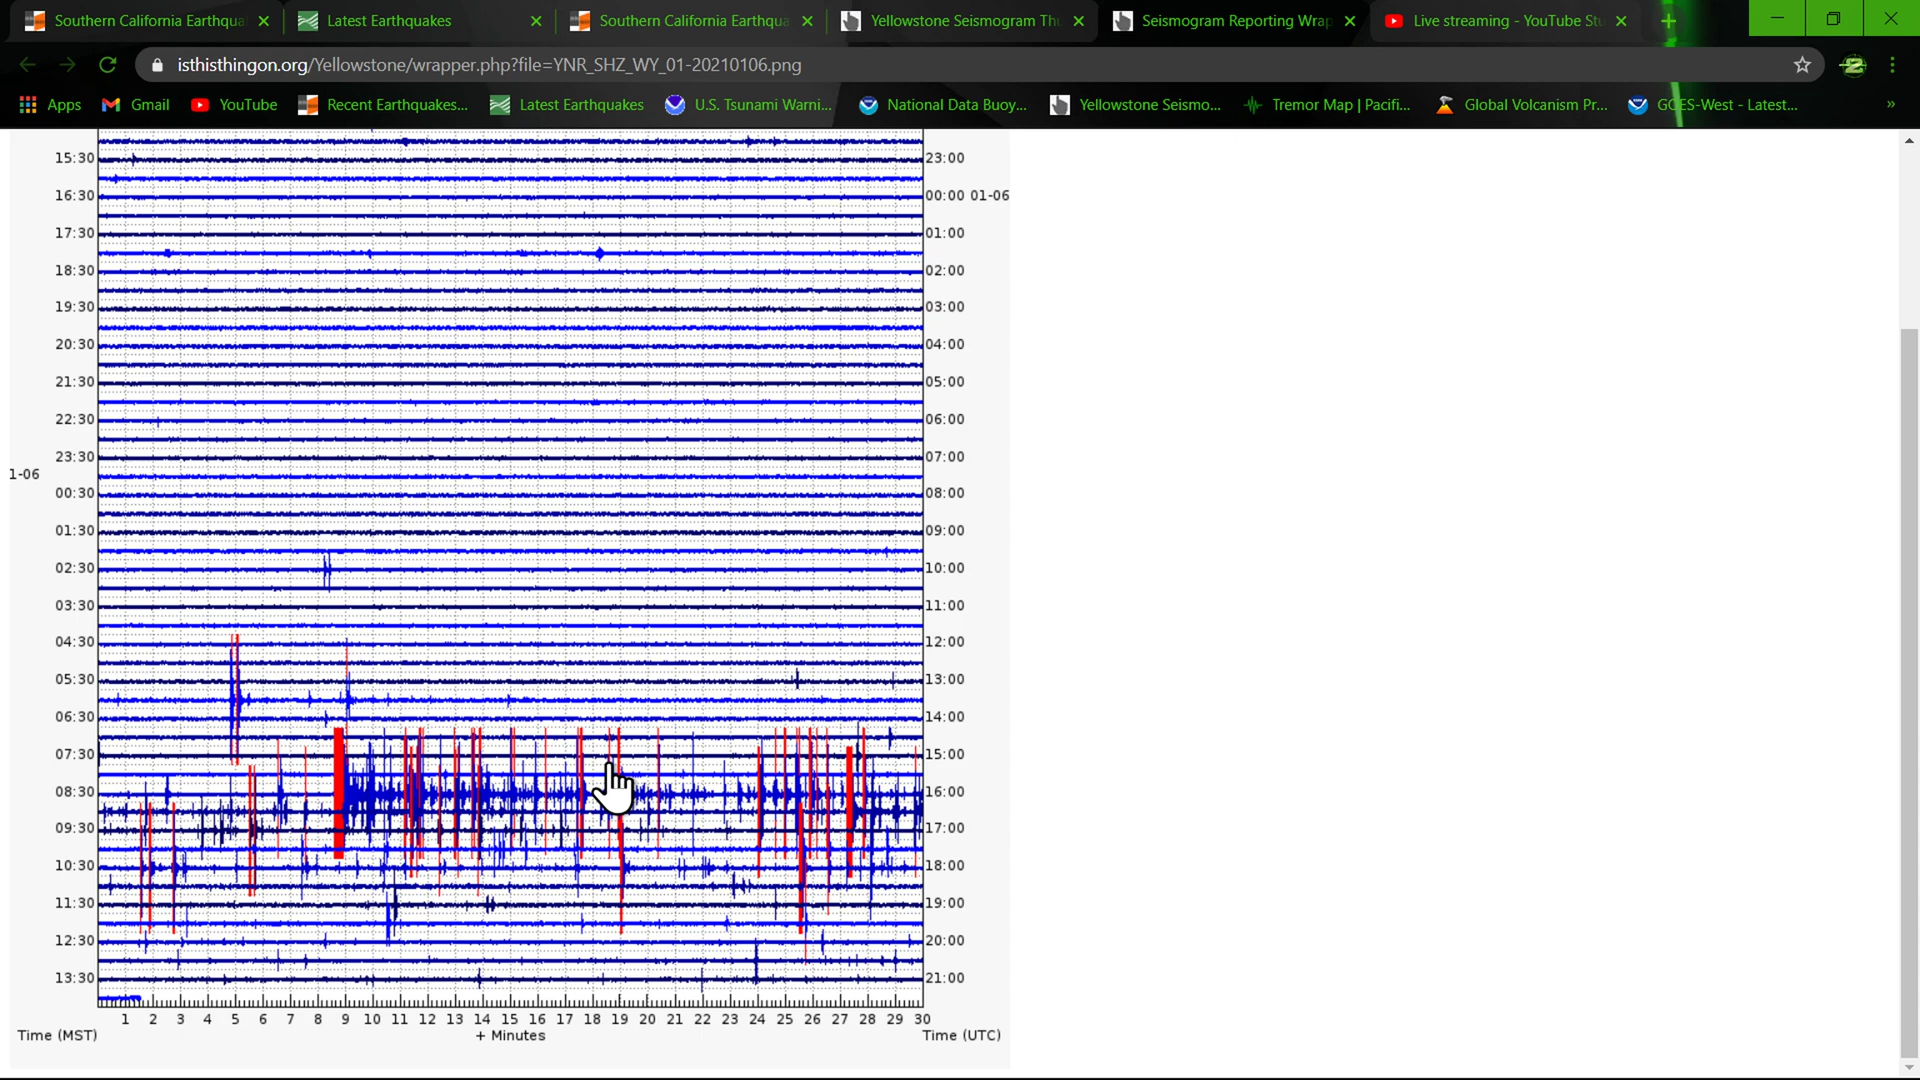 Southern California Earthqua
Latest Earthquakes
Southern California Earthqua
Yellowstone Seismogram Thu
Seismogram Reporting Wrap
Live streaming - YouTube Stu
isthisthingon.org/Yellowstone/wrapper.php?file=YNR_SHZ_WY_01-20210106.png
Apps
Gmail
YouTube
Recent Earthquakes...
Latest Earthquakes
U.S. Tsunami Warni...
National Data Buoy...
Yellowstone Seismo...
Tremor Map | Pacifi...
Global Volcanism Pr...
GOES-West - Latest...
»
15:30 23:00
16:30 00:00 01-06
17:30 01:00
18:30 02:00
19:30 03:00
20:30 04:00
21:30 05:00
22:30 06:00
23:30 07:00
1-06
00:30 08:00
01:30 09:00
02:30 10:00
03:30 11:00
04:30 12:00
05:30 13:00
06:30 14:00
07:30 15:00
08:30 16:00
09:30 17:00
10:30 18:00
11:30 19:00
12:30 20:00
13:30 21:00
1 2 3 4 5 6 7 8 9 10 11 12 13 14 15 16 17 18 19 20 21 22 23 24 25 26 27 28 29 30
Time (MST) + Minutes Time (UTC)